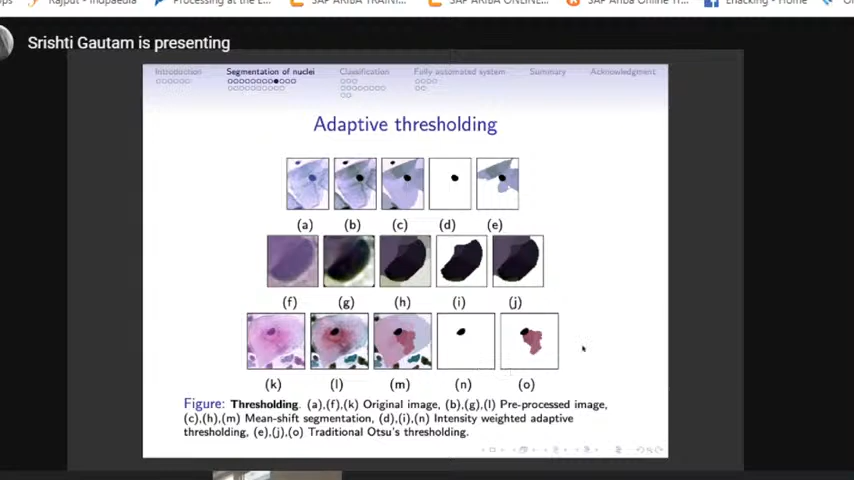 Rajput - Indpaedia
Processing at the L...
SAP ARIBA TRAINI...
SAP ARIBA ONLINE...
SAP Ariba Online Tr...
Ehacking - Home
Srishti Gautam is presenting
Introduction Segmentation of nuclei Classification Fully automated system Summary Acknowledgment
Adaptive thresholding
(a) (b) (c) (d) (e)
(f) (g) (h) (i) (j)
(k) (l) (m) (n) (o)
Figure: Thresholding. (a),(f),(k) Original image, (b),(g),(l) Pre-processed image,
(c),(h),(m) Mean-shift segmentation, (d),(i),(n) Intensity weighted adaptive
thresholding, (e),(j),(o) Traditional Otsu's thresholding.